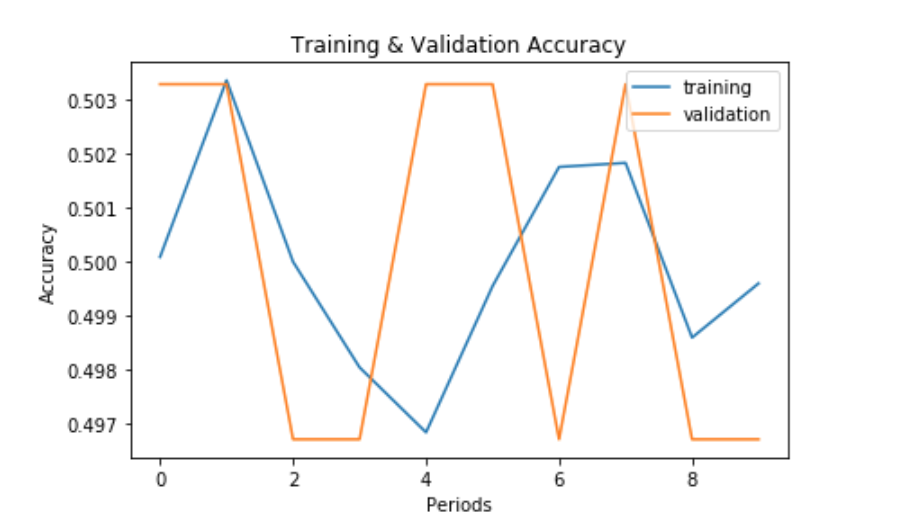 Training & Validation Accuracy
training
validation
0.503
0.502
0.501
0.500
0.499
0.498
0.497
Accuracy
0 2 4 6 8
Periods